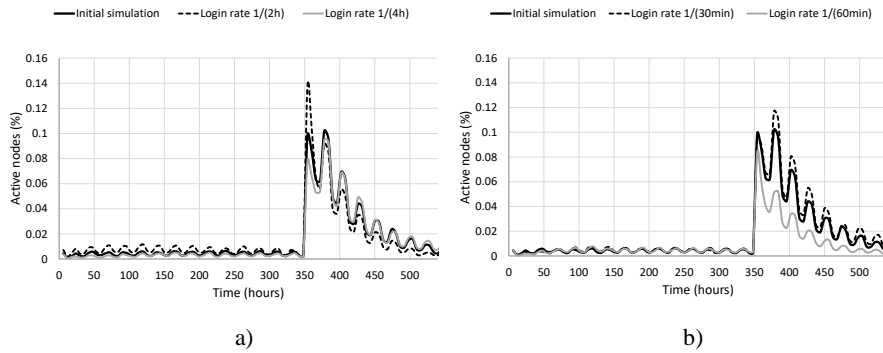 Initial simulation Login rate 1/(2h) Login rate 1/(4h)
0.16
0.14
0.12
0.1
0.08
0.06
0.04
0.02
0
Active nodes (%)
0 50 100 150 200 250 300 350 400 450 500
Time (hours)
a)
Initial simulation Login rate 1/(30min) Login rate 1/(60min)
0.16
0.14
0.12
0.1
0.08
0.06
0.04
0.02
0
Active nodes (%)
0 50 100 150 200 250 300 350 400 450 500
Time (hours)
b)